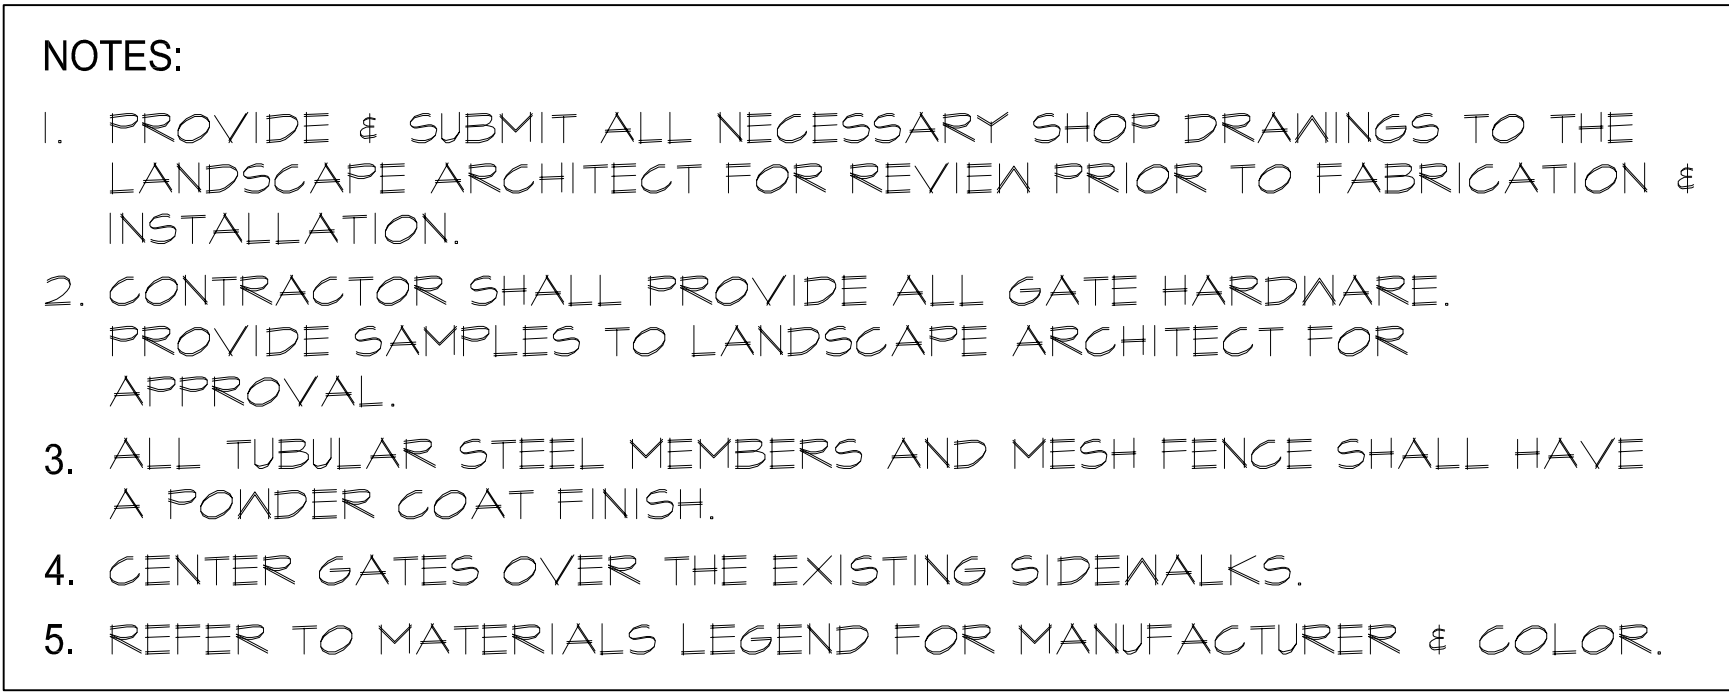 NOTES:
1. PROVIDE & SUBMIT ALL NECESSARY SHOP DRAWINGS TO THE
LANDSCAPE ARCHITECT FOR REVIEW PRIOR TO FABRICATION &
INSTALLATION.
2. CONTRACTOR SHALL PROVIDE ALL GATE HARDWARE.
PROVIDE SAMPLES TO LANDSCAPE ARCHITECT FOR
APPROVAL.
3. ALL TUBULAR STEEL MEMBERS AND MESH FENCE SHALL HAVE
A POWDER COAT FINISH.
4. CENTER GATES OVER THE EXISTING SIDEWALKS.
5. REFER TO MATERIALS LEGEND FOR MANUFACTURER & COLOR.